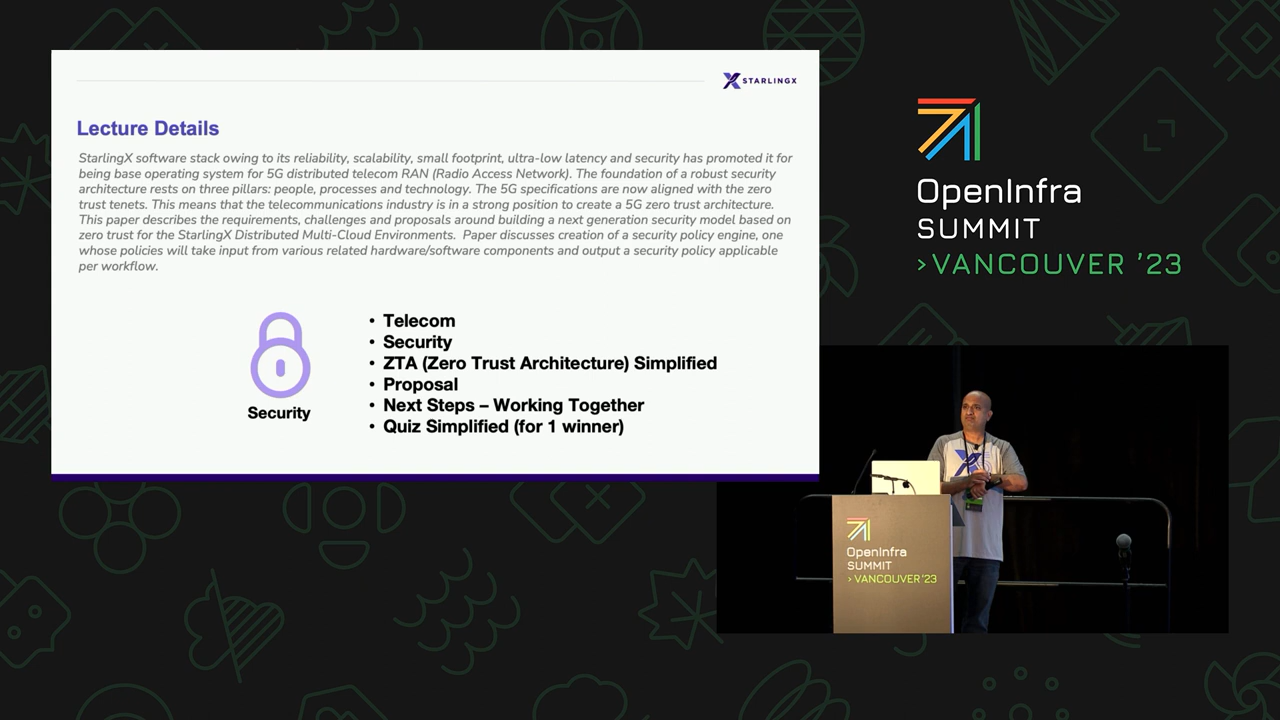 STARLINGX
Lecture Details
StarlingX software stack owing to its reliability, scalability, small footprint, ultra-low latency and security has promoted it for
being base operating system for 5G distributed telecom RAN (Radio Access Network). The foundation of a robust security
architecture rests on three pillars: people, processes and technology. The 5G specifications are now aligned with the zero
trust tenets. This means that the telecommunications industry is in a strong position to create a 5G zero trust architecture.
This paper describes the requirements, challenges and proposals around building a next generation security model based on
zero trust for the StarlingX Distributed Multi-Cloud Environments. Paper discusses creation of a security policy engine, one
whose policies will take input from various related hardware/software components and output a security policy applicable
per workflow.
Security
• Telecom
• Security
• ZTA (Zero Trust Architecture) Simplified
• Proposal
• Next Steps – Working Together
• Quiz Simplified (for 1 winner)
OpenInfra
SUMMIT
>VANCOUVER '23
OpenInfra
SUMMIT
>VANCOUVER '23